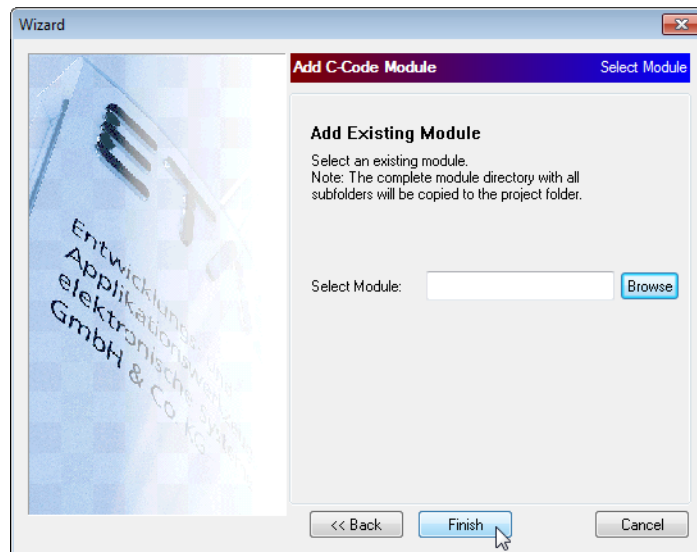 Wizard
Add C-Code Module
Select Module
ET
Entwicklungs- und
Applikationswerkzeuge
elektronische Systeme
GmbH & Co.KG
Add Existing Module
Select an existing module.
Note: The complete module directory with all
subfolders will be copied to the project folder.
Select Module:
Browse
<< Back
Finish
Cancel